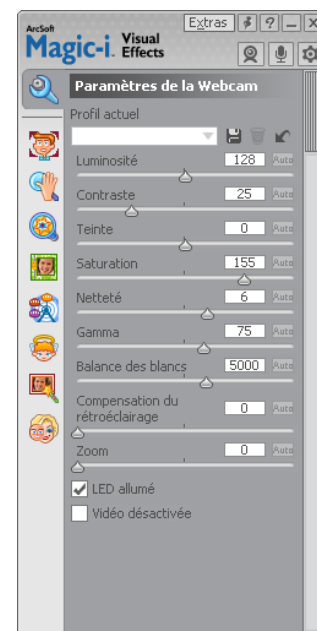 ArcSoft
Magic-i. Visual Effects
Extras
?
Paramètres de la Webcam
Profil actuel
Luminosité 128 Auto
Contraste 25 Auto
Teinte 0 Auto
Saturation 155 Auto
Netteté 6 Auto
Gamma 75 Auto
Balance des blancs 5000 Auto
Compensation du
rétroéclairage 0 Auto
Zoom 0 Auto
LED allumé
Vidéo désactivée